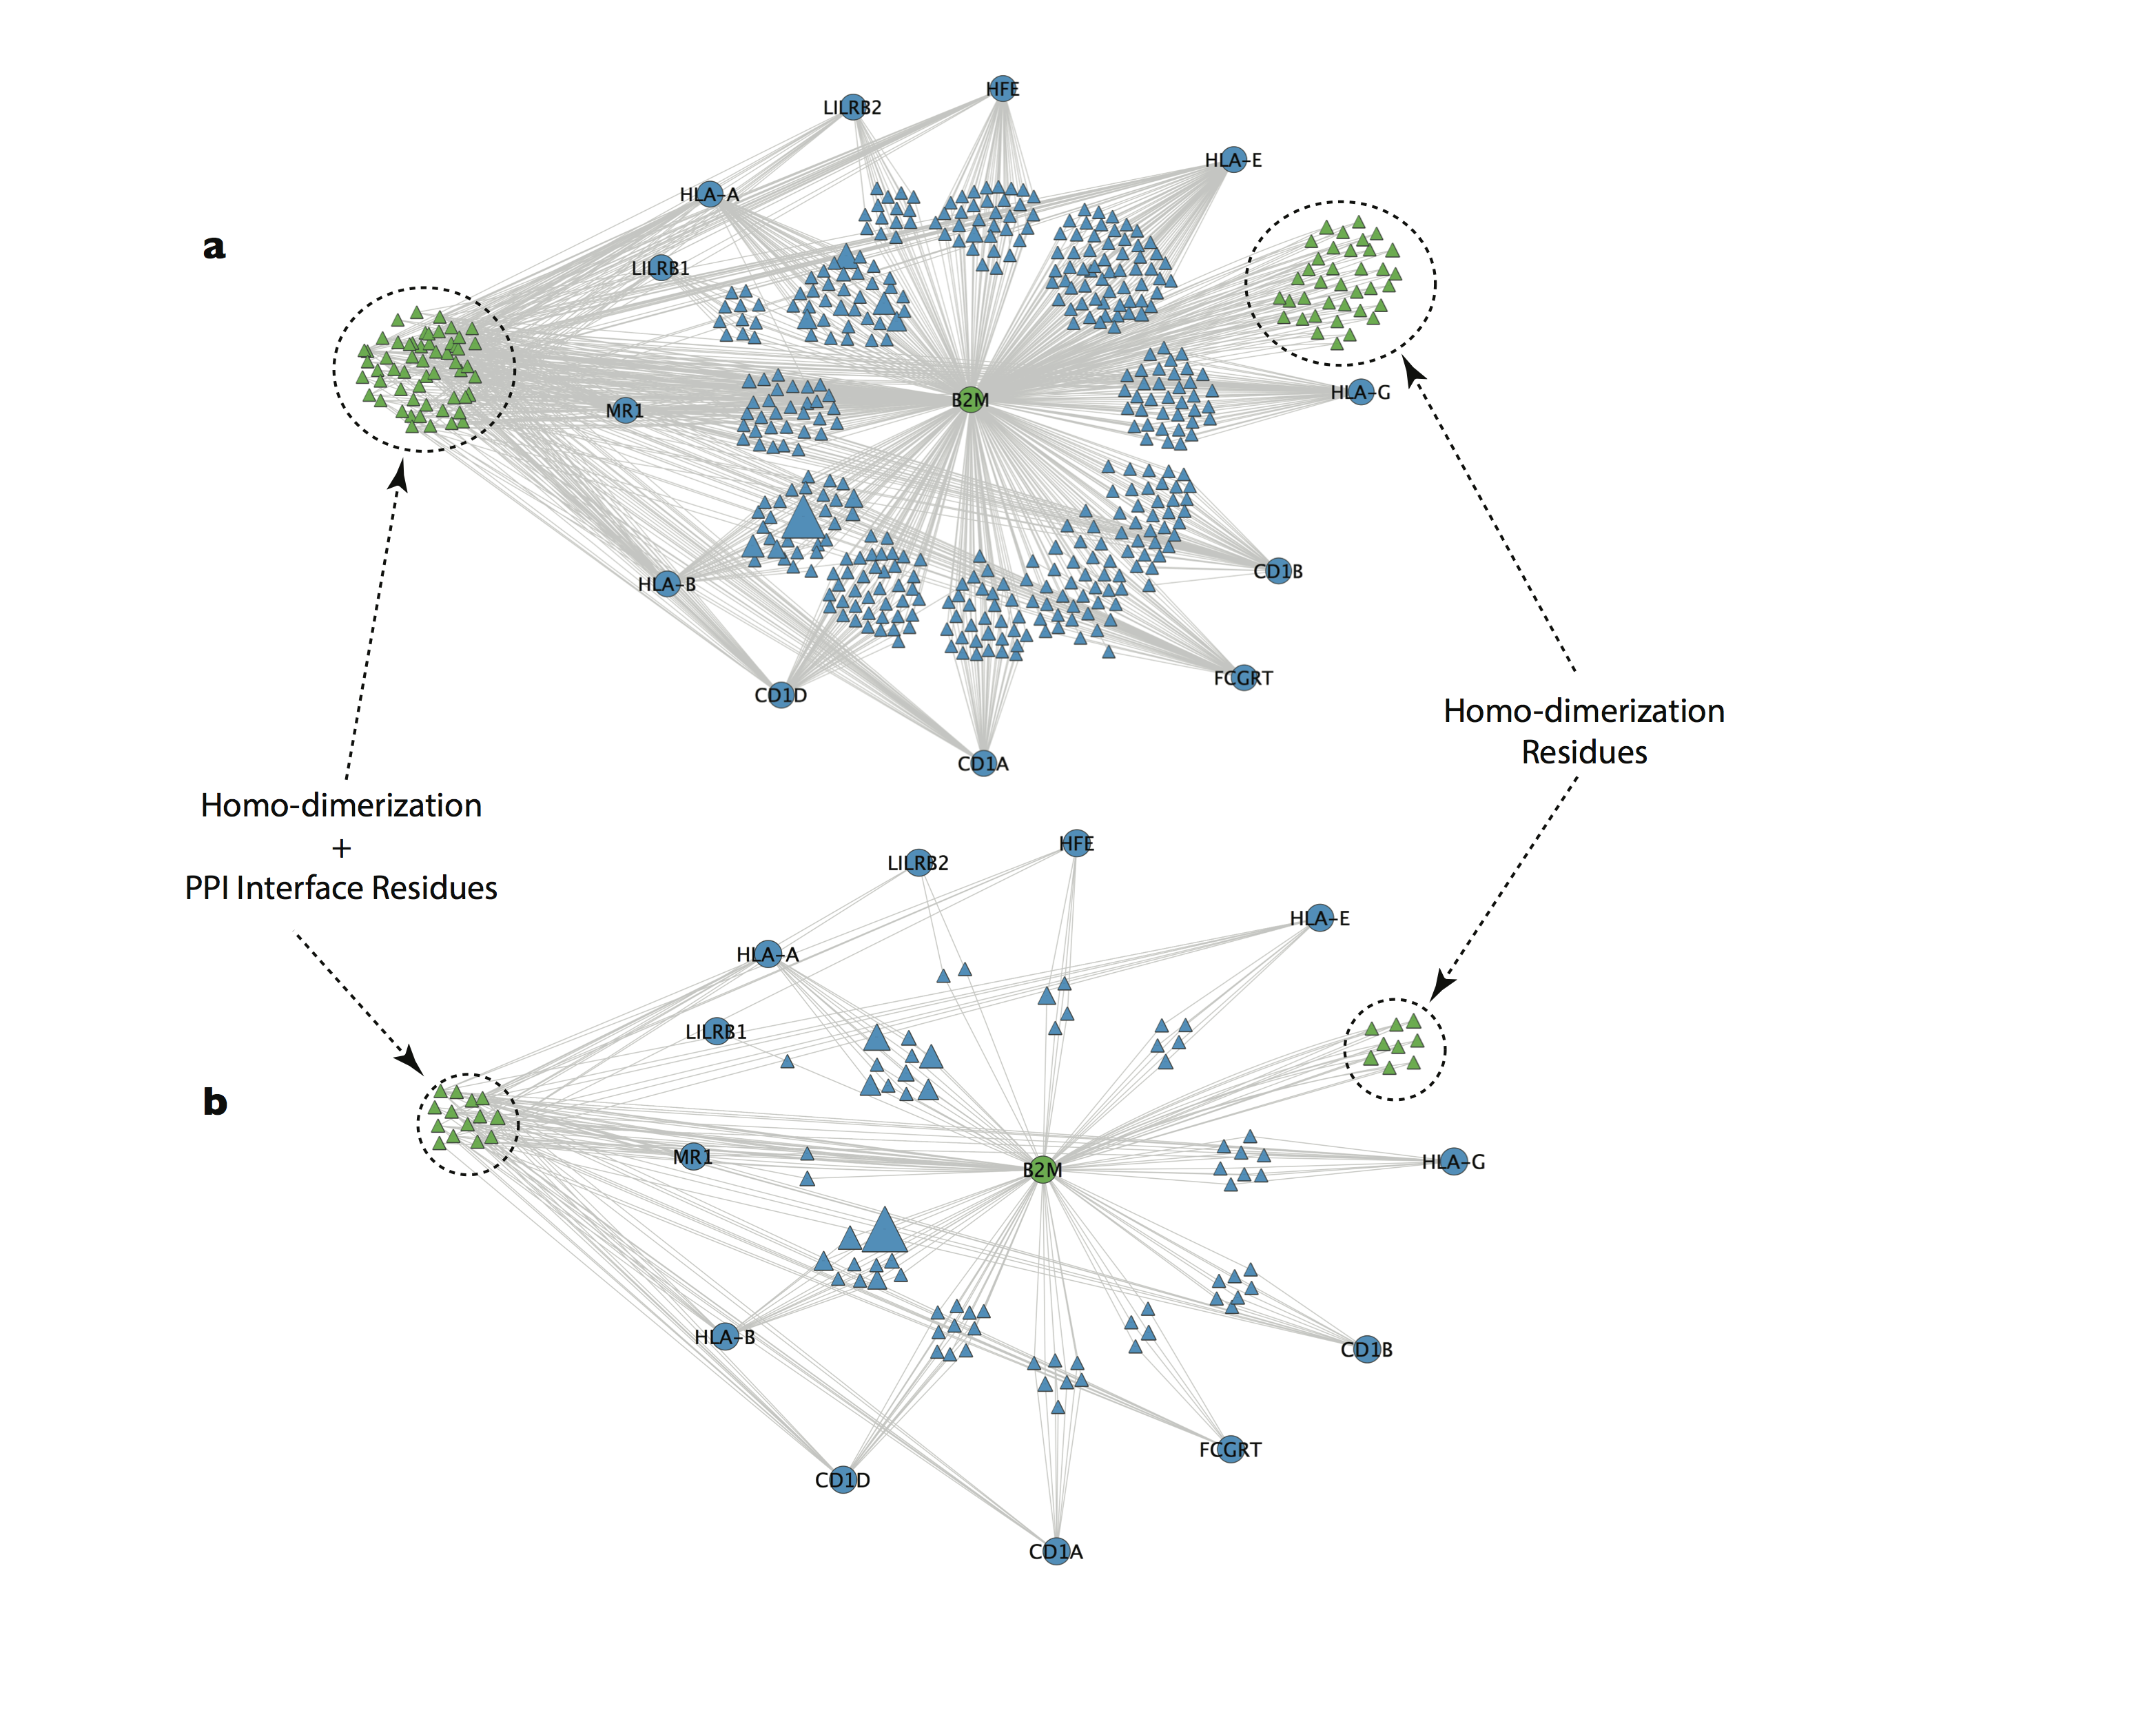 HFE
LILRB2
HLA-E
HLA-A
a
LILRB1
HLA-G
B2M
MR1
CD1B
HLA-B
FCGRT
CD1D
Homo-dimerization
Residues
CD1A
Homo-dimerization
+
PPI Interface Residues
HFE
LILRB2
HLA-E
HLA-A
LILRB1
b
MR1
HLA-G
B2M
HLA-B
CD1B
FCGRT
CD1D
CD1A